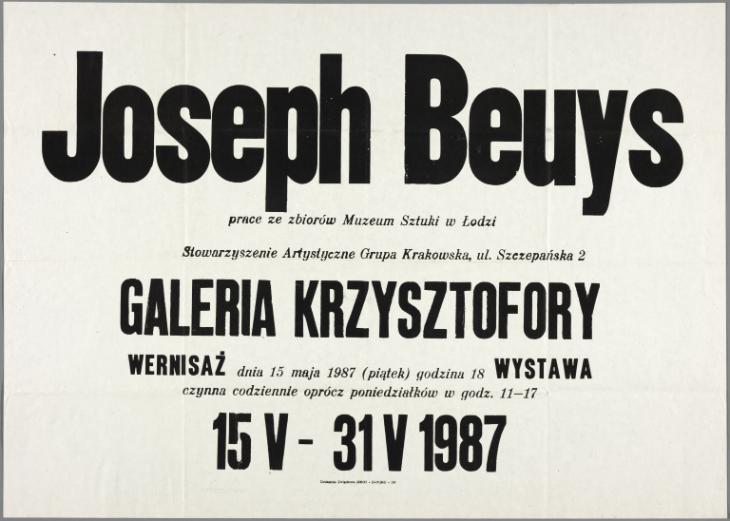 Joseph Beuys
prace ze zbiorów Muzeum Sztuki w Łodzi
Stowarzyszenie Artystyczne Grupa Krakowska, ul. Szczepańska 2
GALERIA KRZYSZTOFORY
WERNISAŻ dnia 15 maja 1987 (piątek) godzina 18 WYSTAWA
czynna codziennie oprócz poniedziałków w godz. 11—17
15 V - 31 V 1987